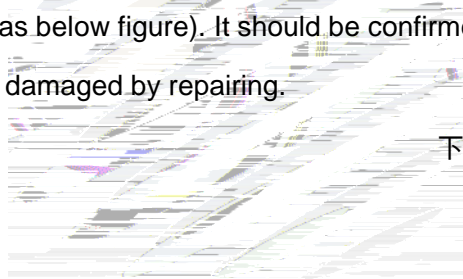 as below figure). It should be confirme
damaged by repairing.
下